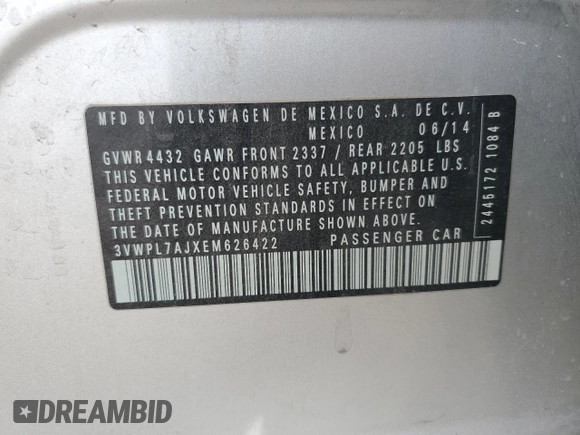 MFD BY VOLKSWAGEN DE MEXICO S.A. DE C.V.
MEXICO 06/14
GVWR 4432 GAWR FRONT 2337 / REAR 2205 LBS
THIS VEHICLE CONFORMS TO ALL APPLICABLE U.S.
FEDERAL MOTOR VEHICLE SAFETY, BUMPER AND
THEFT PREVENTION STANDARDS IN EFFECT ON
THE DATE OF MANUFACTURE SHOWN ABOVE.
3VWPL7AJXEM626422 PASSENGER CAR
2445172 1084 B
DREAMBID